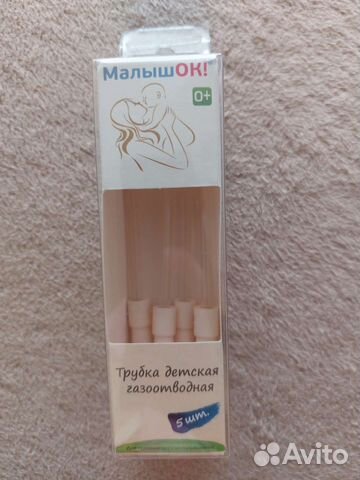 МалышОК!
0+
Трубка детская
газоотводная
5 шт.
Avito